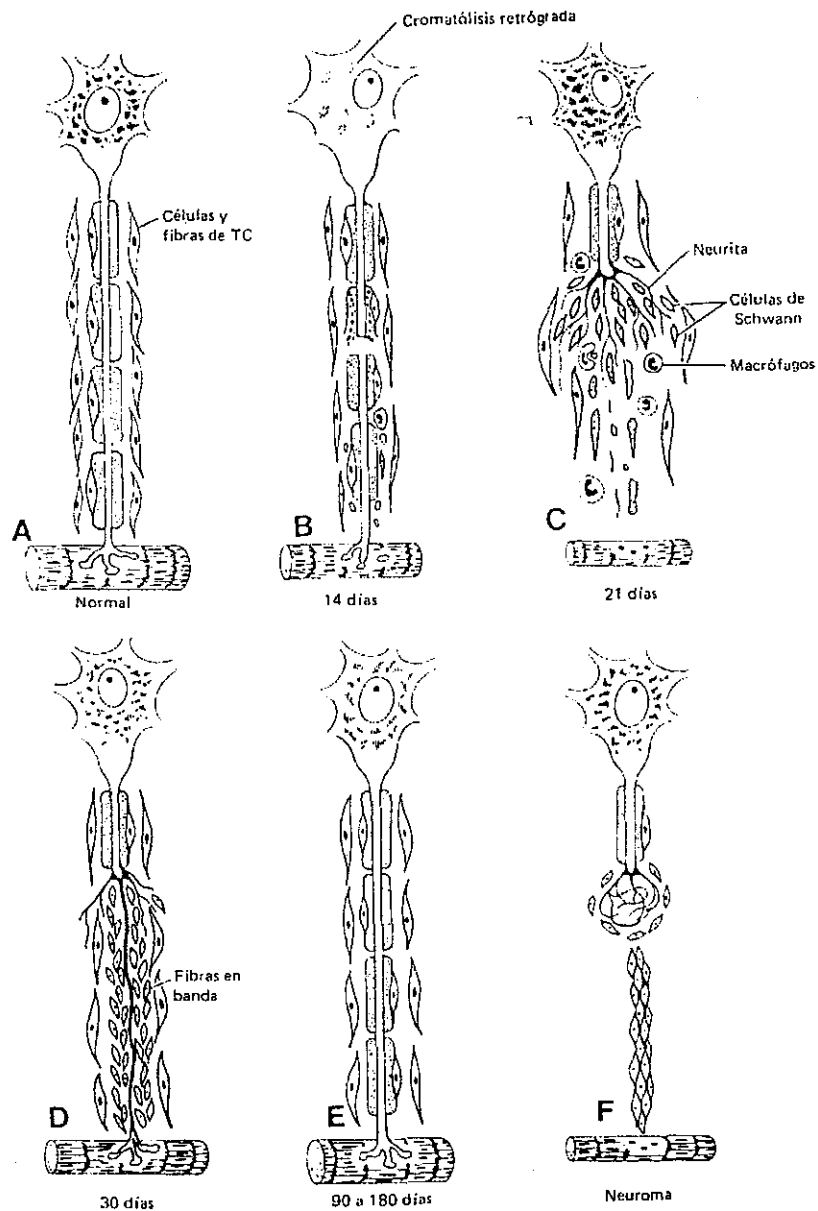 Cromatólisis retrógrada
Células y
fibras de TC
Neurita
Células de
Schwann
Macrófagos
A
B
C
Normal
14 días
21 días
Fibras en
banda
D
E
F
30 días
90 a 180 días
Neuroma